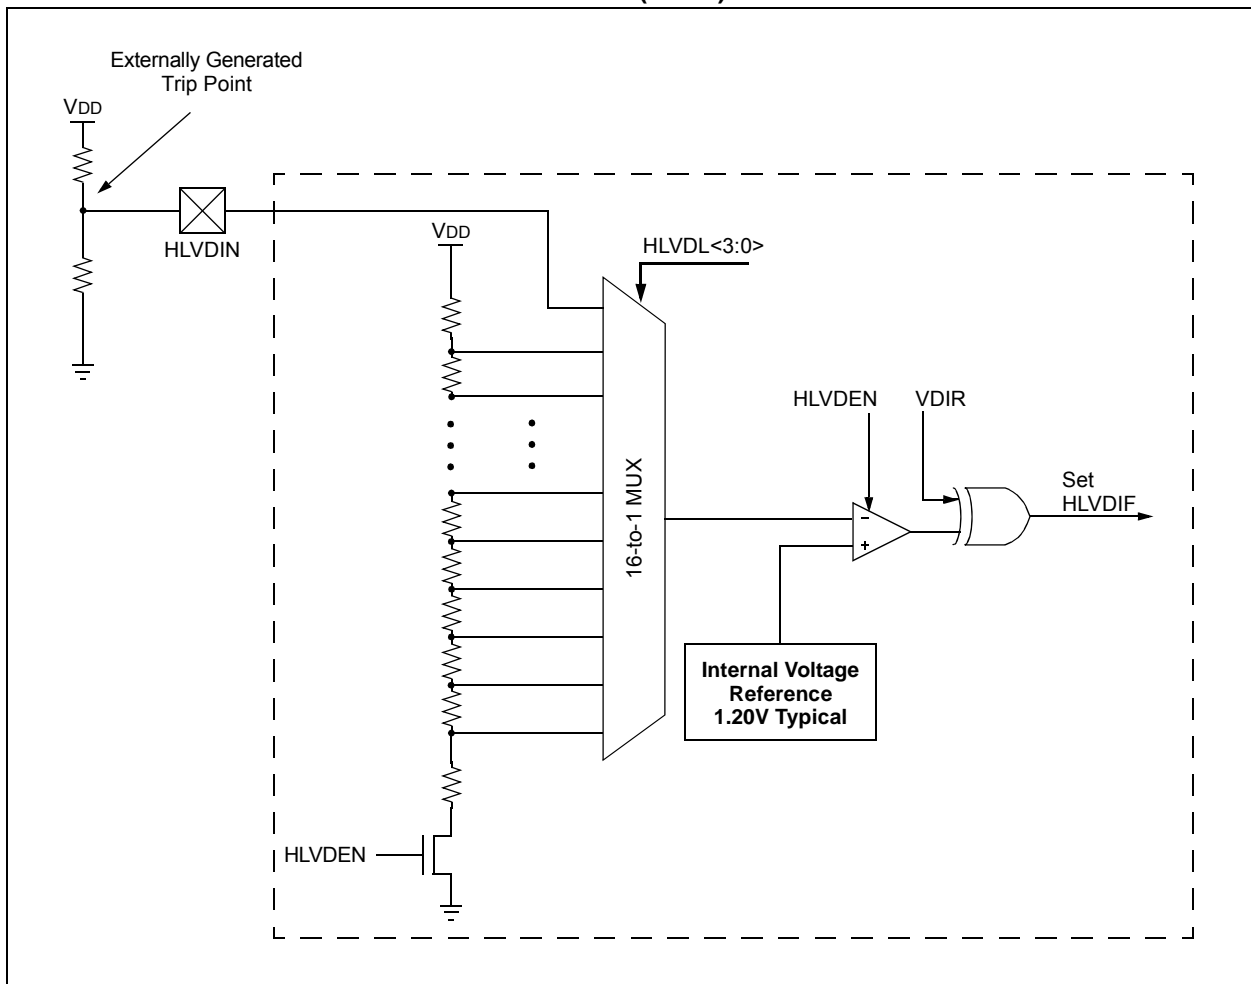 Externally Generated
Trip Point
VDD
HLVDIN
VDD
HLVDL<3:0>
16-to-1 MUX
HLVDEN
VDIR
Set
HLVDIF
–
+
Internal Voltage
Reference
1.20V Typical
HLVDEN